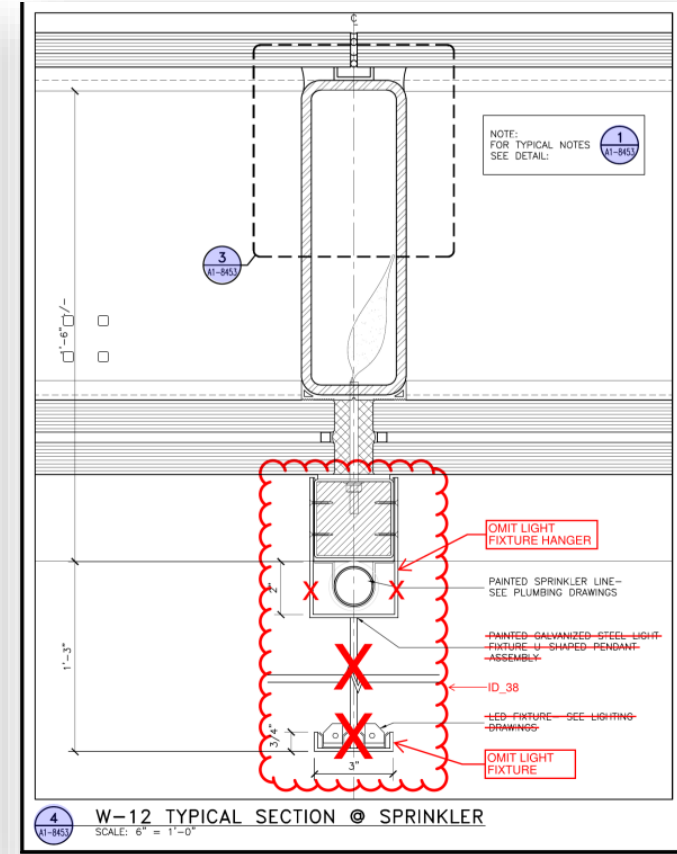 ℄
NOTE:
FOR TYPICAL NOTES
SEE DETAIL:
1
A1-8453
3
A1-8453
1'-6" +/-
OMIT LIGHT
FIXTURE HANGER
2"
X
X
PAINTED SPRINKLER LINE-
SEE PLUMBING DRAWINGS
PAINTED GALVANIZED STEEL LIGHT
FIXTURE U SHAPED PENDANT
ASSEMBLY
1'-3"
X
ID_38
LED FIXTURE- SEE LIGHTING
DRAWINGS
X
3/4"
OMIT LIGHT
FIXTURE
3"
4
A1-8453
W-12 TYPICAL SECTION @ SPRINKLER
SCALE: 6" = 1'-0"